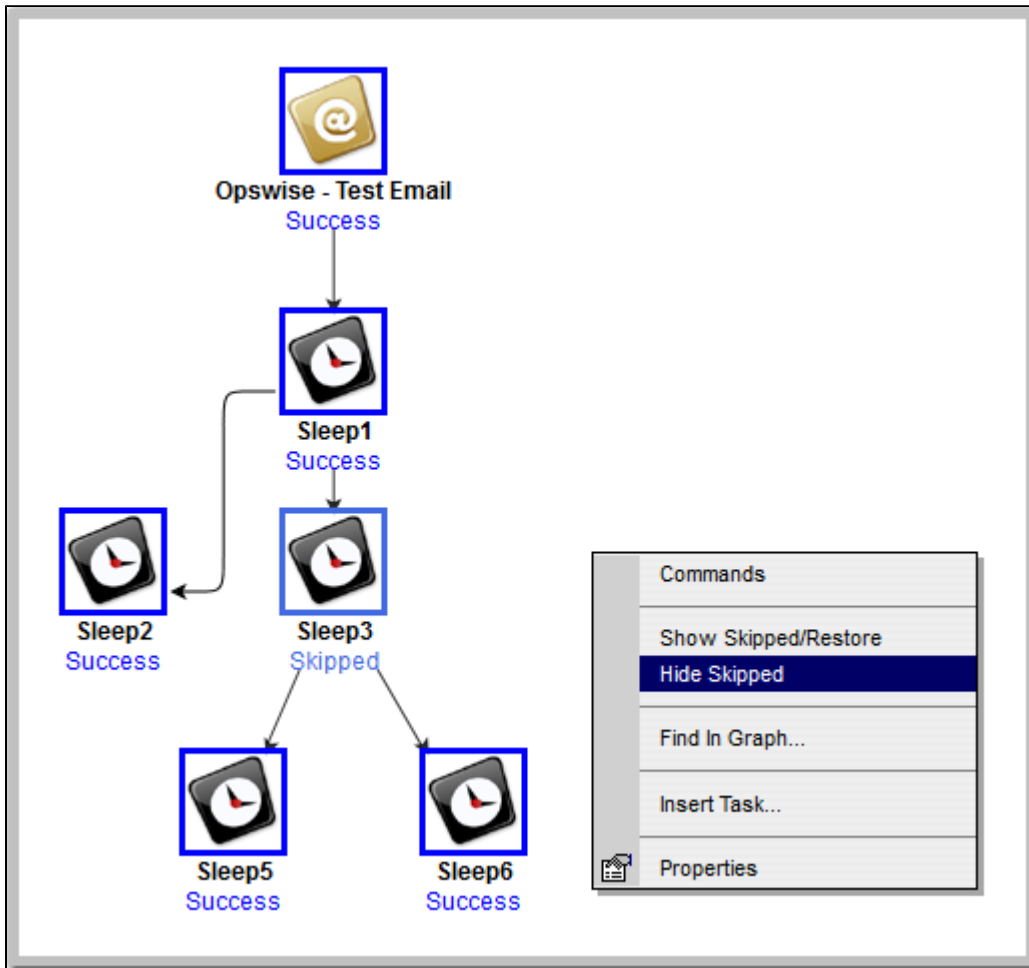 Opswise - Test Email
Success
Sleep1
Success
Sleep2
Success
Sleep3
Skipped
Sleep5
Success
Sleep6
Success
Commands
Show Skipped/Restore
Hide Skipped
Find In Graph...
Insert Task...
Properties